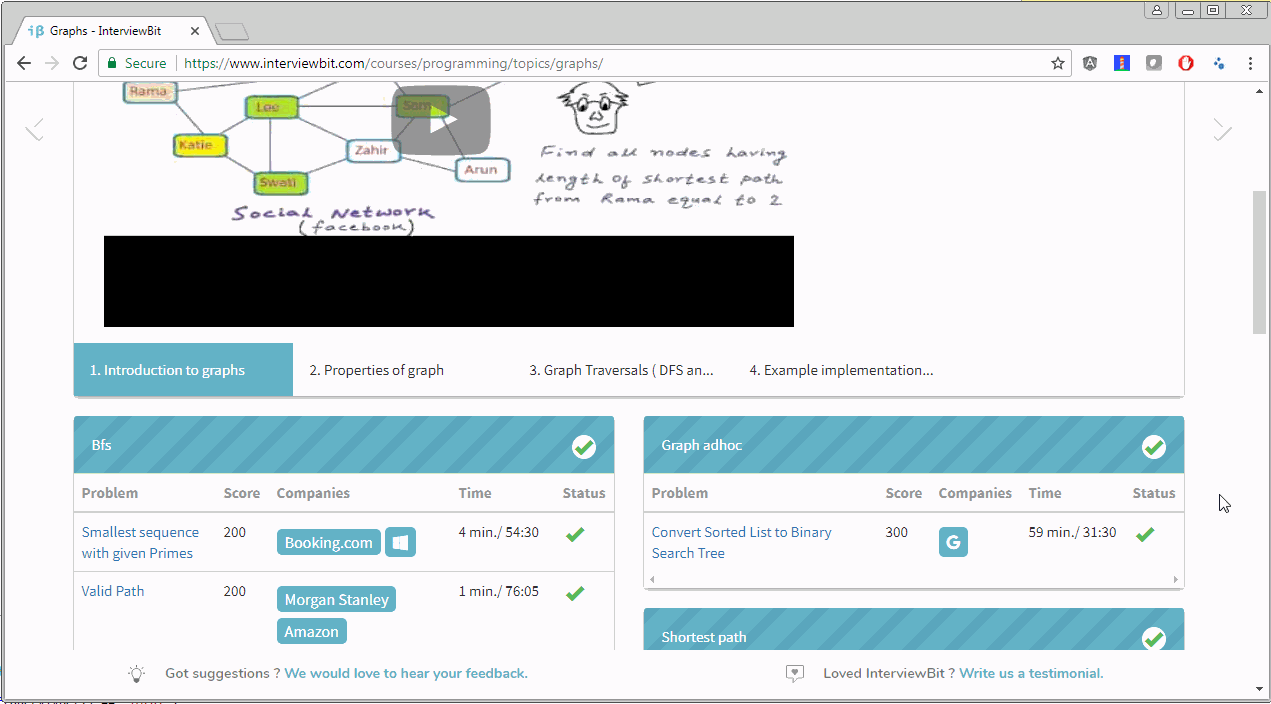 Graphs - InterviewBit
Secure https://www.interviewbit.com/courses/programming/topics/graphs/
Rama
Lee
Sam
Katie
Zahir
Arun
Swati
Social Network
(facebook)
Find all nodes having
length of shortest path
from Rama equal to 2
1. Introduction to graphs
2. Properties of graph
3. Graph Traversals ( DFS an...
4. Example implementation...
Bfs
Problem Score Companies Time Status
Smallest sequence
with given Primes
200 Booking.com 4 min./ 54:30
Valid Path 200 Morgan Stanley 1 min./ 76:05
Amazon
Graph adhoc
Problem Score Companies Time Status
Convert Sorted List to Binary
Search Tree
300 G 59 min./ 31:30
Shortest path
Got suggestions ? We would love to hear your feedback.
Loved InterviewBit ? Write us a testimonial.